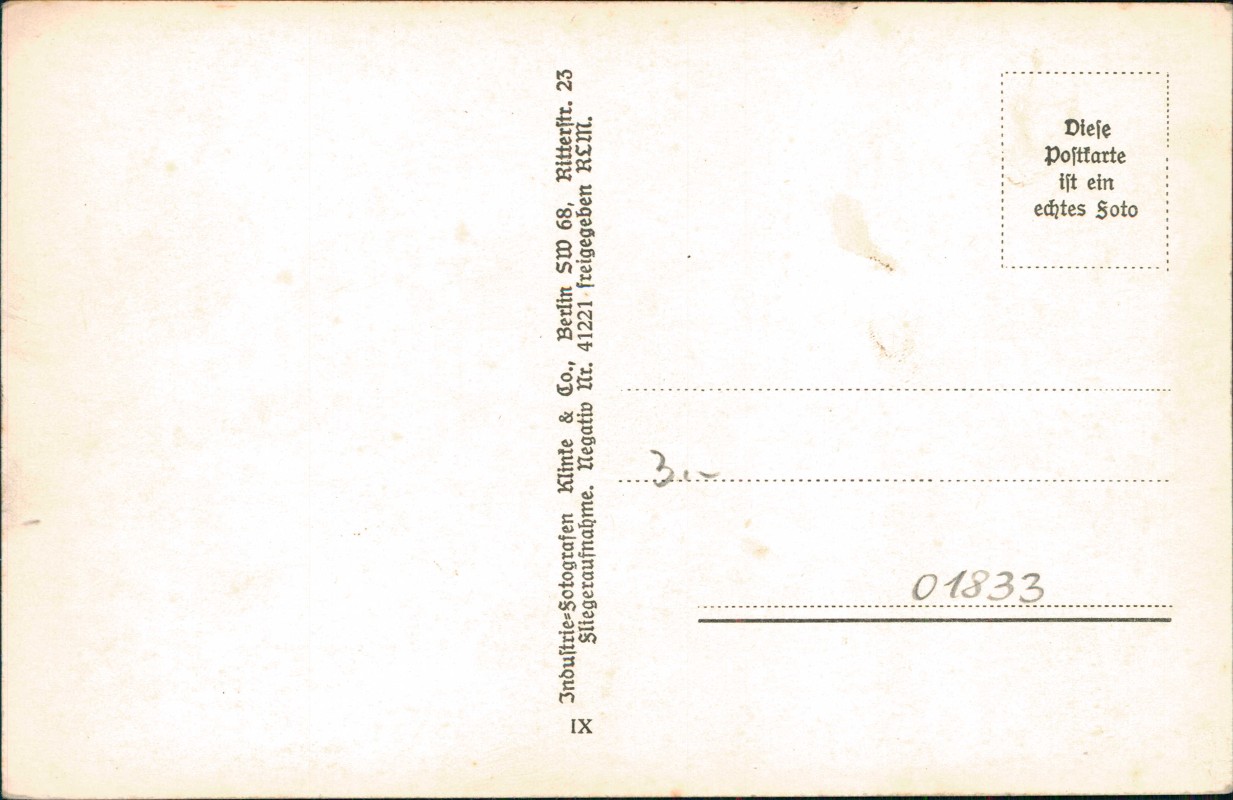 Industrie-Fotografen Klinke & Co., Berlin SW 68, Ritterstr. 23
Fliegeraufnahme. Negativ Nr. 41221 freigegeben RLM.
IX
Diese
Postkarte
ist ein
echtes Foto
3.-
01833